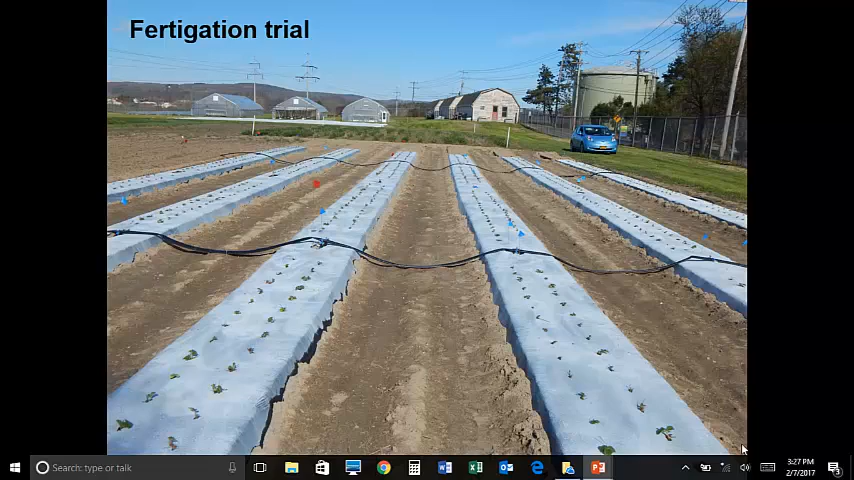 Fertigation trial
Search: type or talk
3:27 PM
2/7/2017